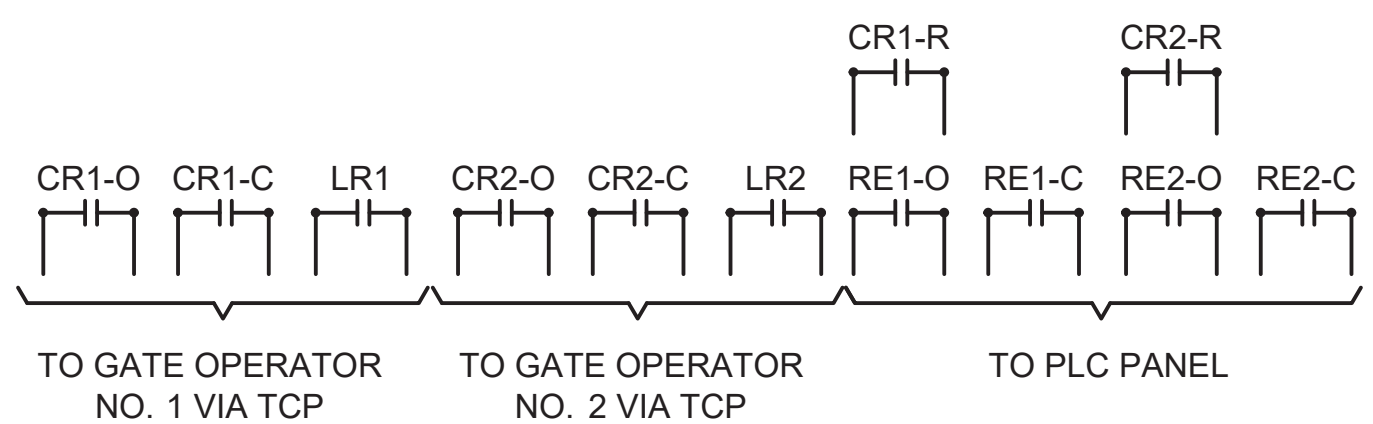 CR1-R CR2-R
CR1-O CR1-C LR1 CR2-O CR2-C LR2 RE1-O RE1-C RE2-O RE2-C
TO GATE OPERATOR
NO. 1 VIA TCP
TO GATE OPERATOR
NO. 2 VIA TCP
TO PLC PANEL